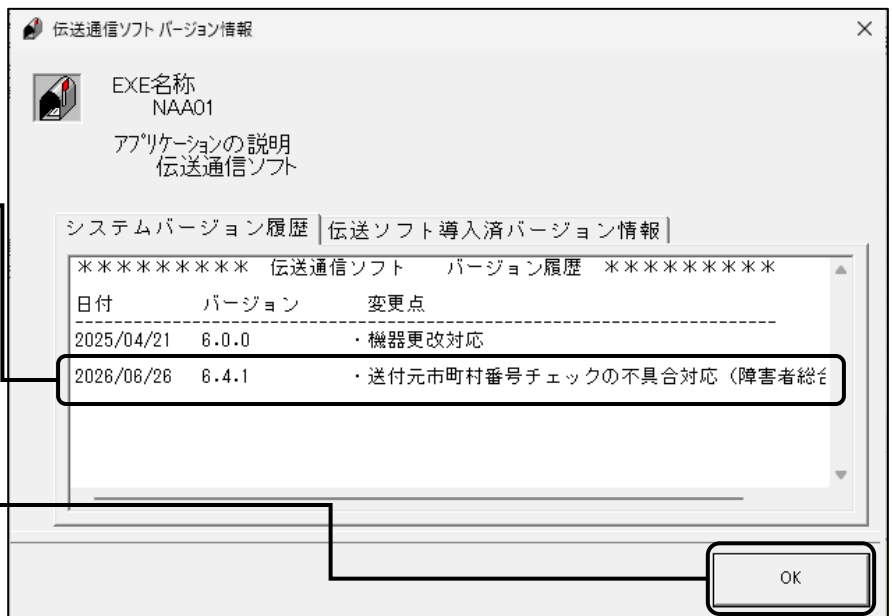 伝送通信ソフト バージョン情報
EXE名称
NAA01
アプリケーションの説明
伝送通信ソフト
システムバージョン履歴 伝送ソフト導入済バージョン情報
********* 伝送通信ソフト バージョン履歴 *********
日付 バージョン 変更点
2025/04/21 6.0.0 ・機器更改対応
2026/06/26 6.4.1 ・送付元市町村番号チェックの不具合対応（障害者総合
OK